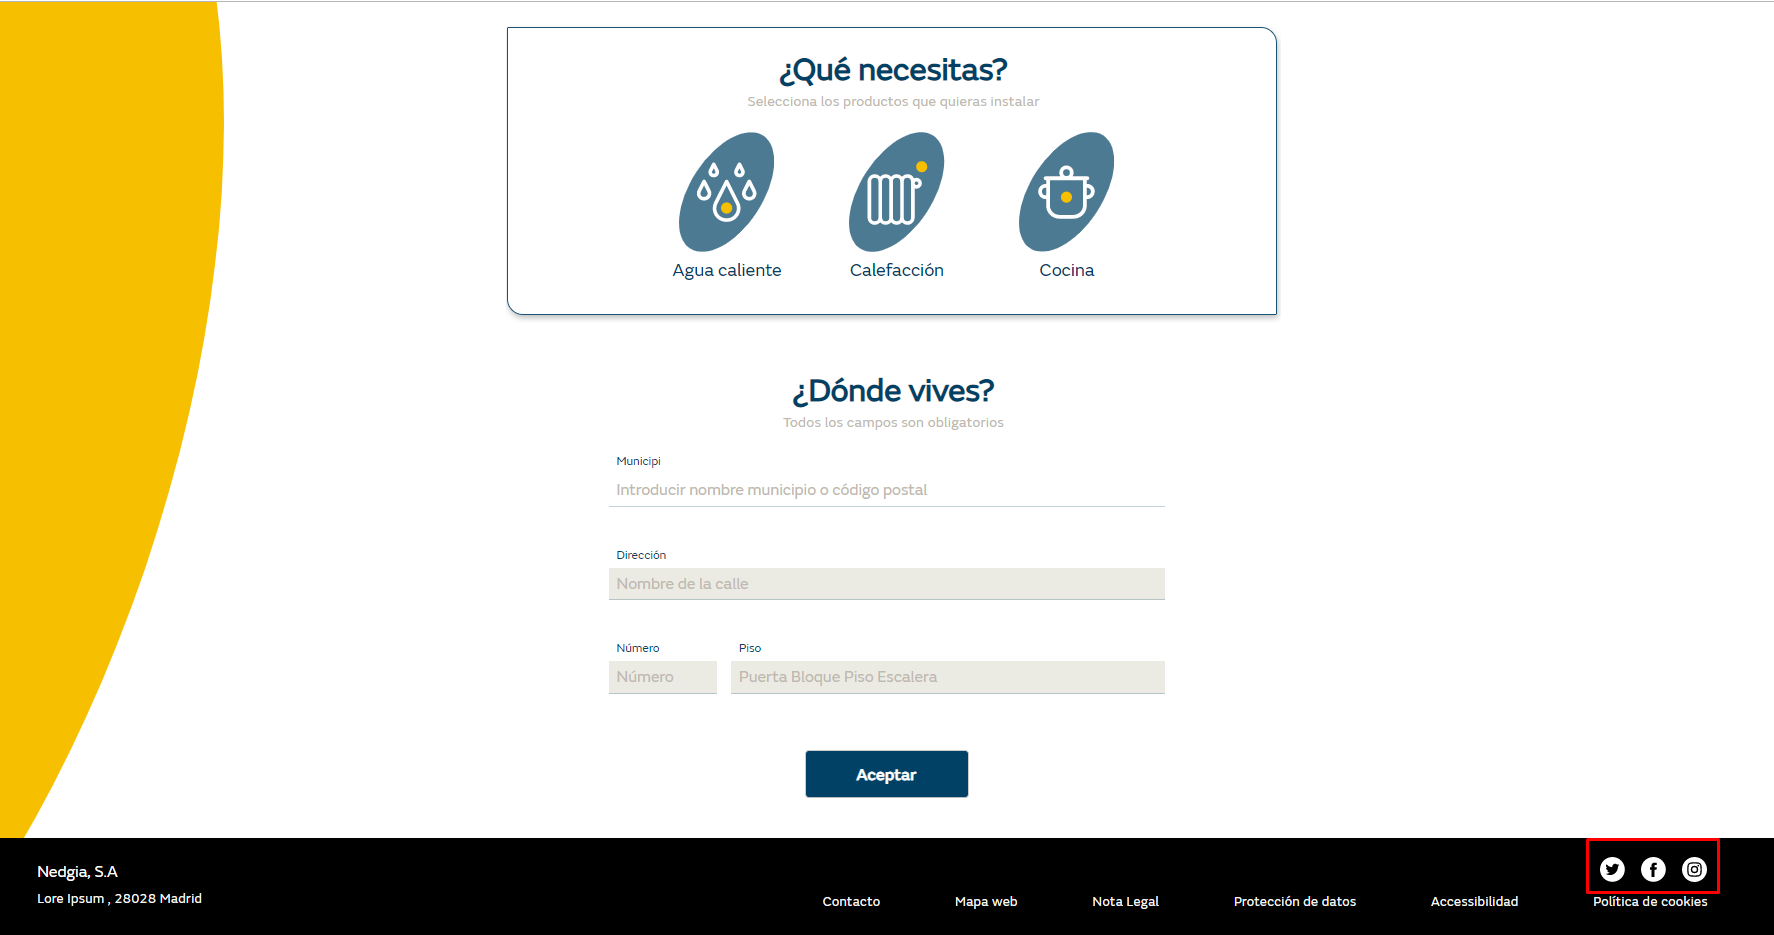 ¿Qué necesitas?
Selecciona los productos que quieras instalar
Agua caliente
Calefacción
Cocina
¿Dónde vives?
Todos los campos son obligatorios
Municipi
Introducir nombre municipio o código postal
Dirección
Nombre de la calle
Número
Piso
Número
Puerta Bloque Piso Escalera
Aceptar
Nedgia, S.A
Lore Ipsum , 28028 Madrid
Contacto
Mapa web
Nota Legal
Protección de datos
Accessibilidad
Política de cookies